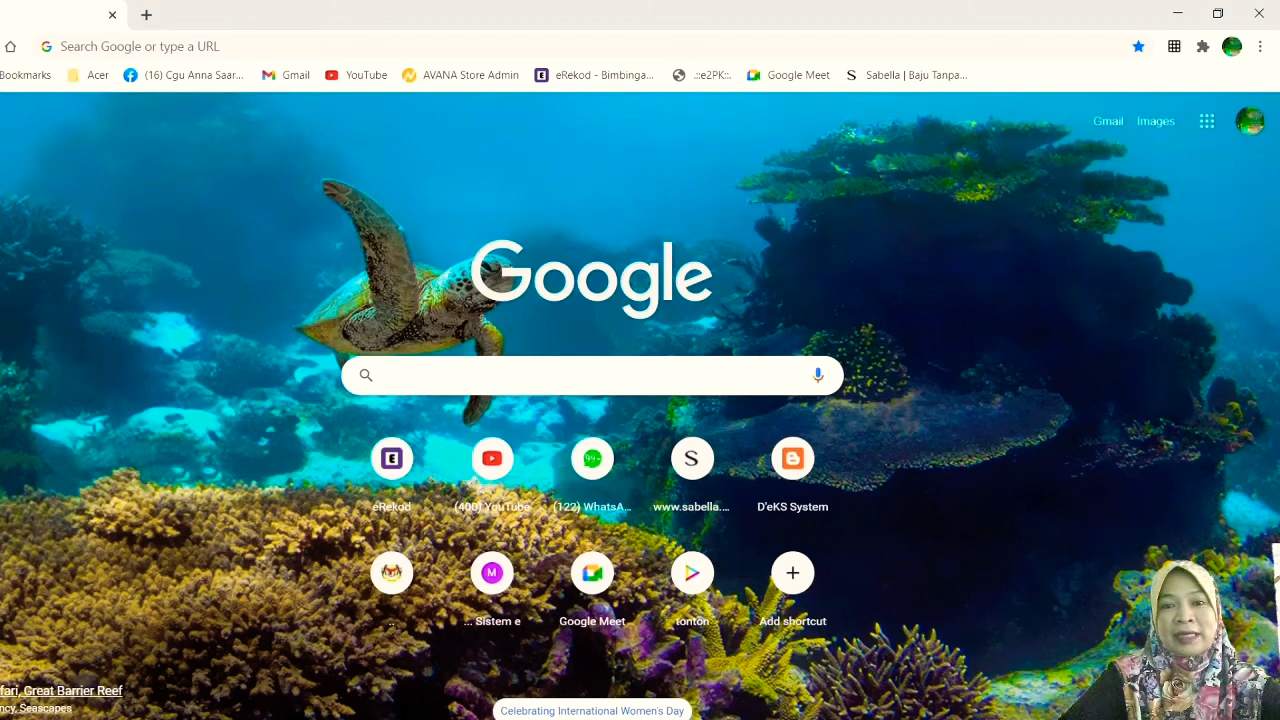 Search Google or type a URL
Bookmarks Acer (16) Cgu Anna Saar... Gmail YouTube AVANA Store Admin eRekod - Bimbinga... .::e2PK::. Google Meet Sabella | Baju Tanpa...
Gmail Images
Google
eRekod (400) YouTube (122) WhatsA... www.sabella.... D'eKS System
.. ... Sistem e Google Meet tonton Add shortcut
fari, Great Barrier Reef
ncy, Seascapes
Celebrating International Women's Day